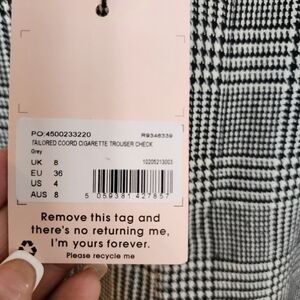 PO:4500233220 R9346339
TAILORED COORD CIGARETTE TROUSER CHECK
Grey
UK 8 10205213003
EU 36
US 4
AUS 8
5 059381 427857
Remove this tag and
there's no returning me,
I'm yours forever.
Please recycle me